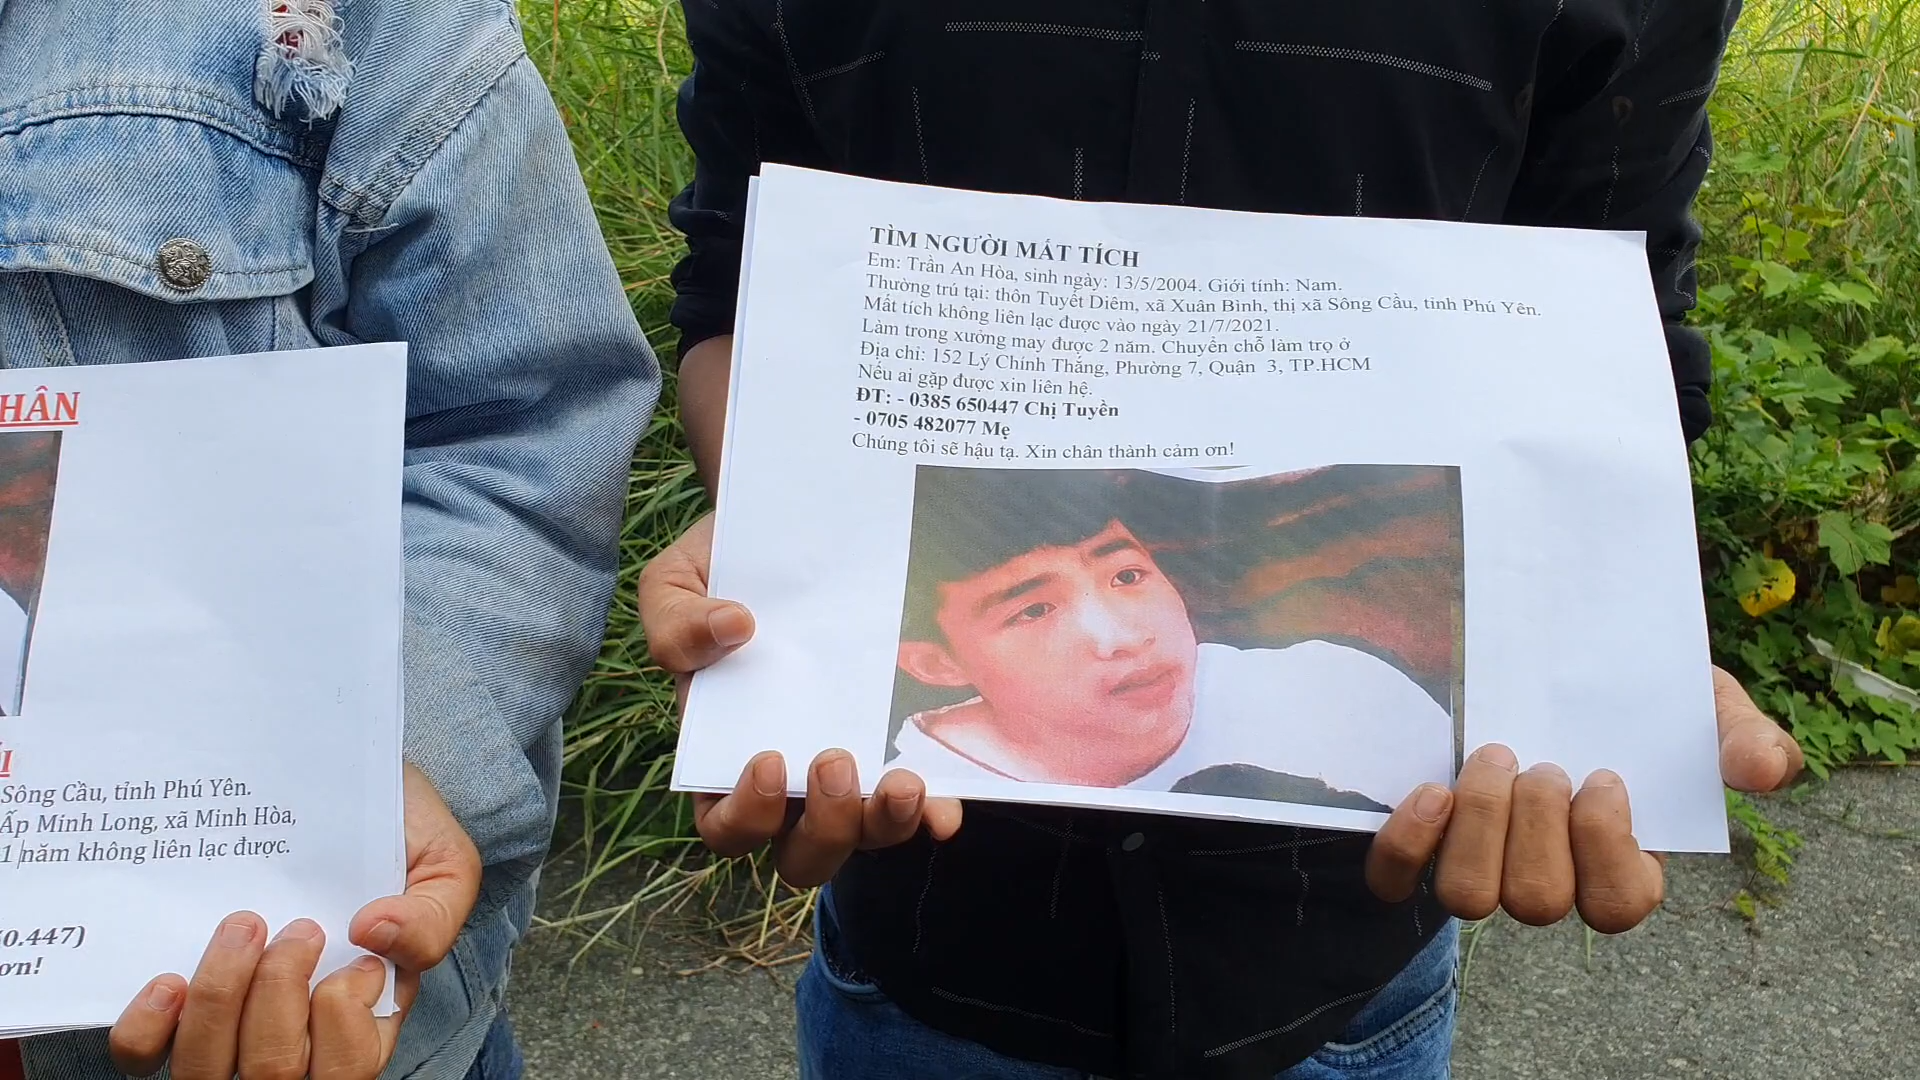 HÂN
Sông Cầu, tỉnh Phú Yên.
Ấp Minh Long, xã Minh Hòa,
1 năm không liên lạc được.
0.447)
ơn!
TÌM NGƯỜI MẤT TÍCH
Em: Trần An Hòa, sinh ngày: 13/5/2004. Giới tính: Nam.
Thường trú tại: thôn Tuyết Diêm, xã Xuân Bình, thị xã Sông Cầu, tỉnh Phú Yên.
Mất tích không liên lạc được vào ngày 21/7/2021.
Làm trong xưởng may được 2 năm. Chuyển chỗ làm trọ ở
Địa chỉ: 152 Lý Chính Thắng, Phường 7, Quận 3, TP.HCM
Nếu ai gặp được xin liên hệ.
ĐT: - 0385 650447 Chị Tuyền
- 0705 482077 Mẹ
Chúng tôi sẽ hậu tạ. Xin chân thành cảm ơn!